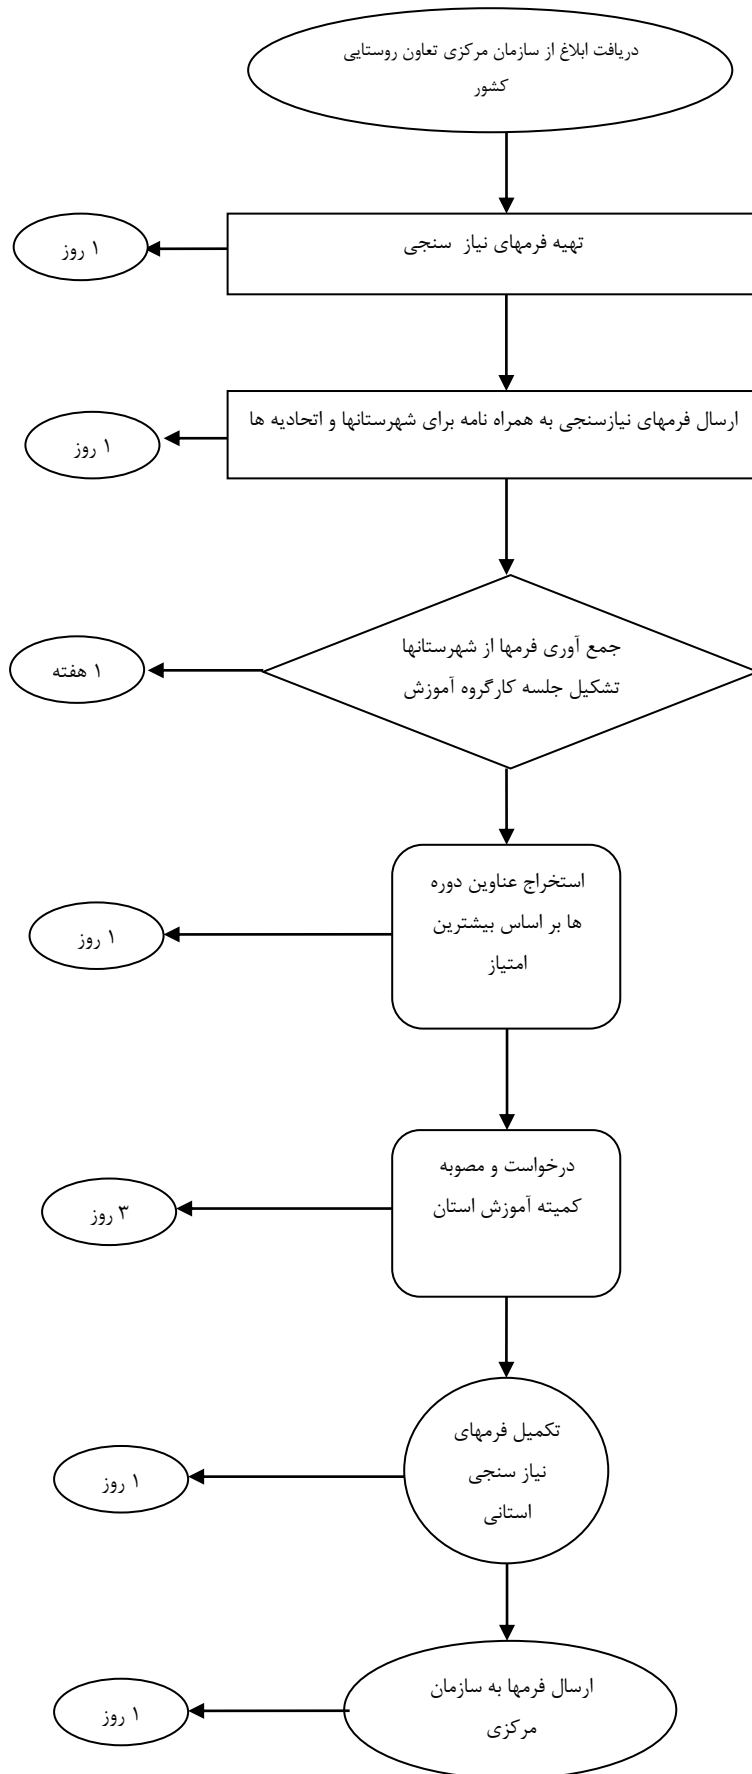 دریافت ابلاغ از سازمان مرکزی تعاون روستایی
کشور
تهیه فرمهای نیاز سنجی
۱ روز
ارسال فرمهای نیازسنجی به همراه نامه برای شهرستانها و اتحادیه ها
۱ روز
جمع آوری فرمها از شهرستانها
تشکیل جلسه کارگروه آموزش
۱ هفته
استخراج عناوین دوره
ها بر اساس بیشترین
امتیاز
۱ روز
درخواست و مصوبه
کمیته آموزش استان
۳ روز
تکمیل فرمهای
نیاز سنجی
استانی
۱ روز
ارسال فرمها به سازمان
مرکزی
۱ روز